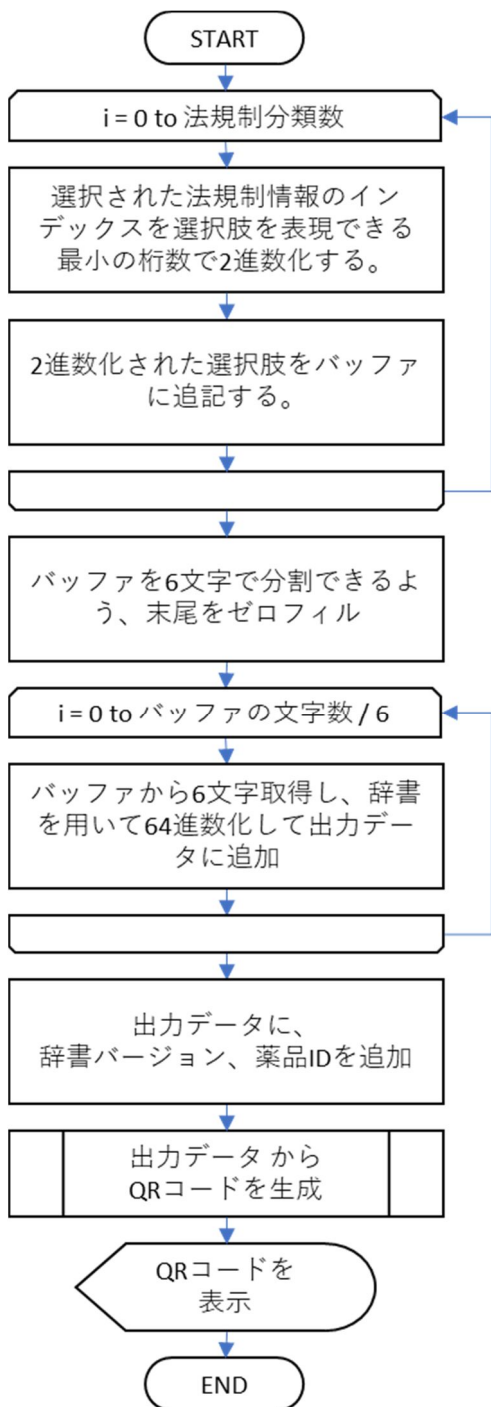 START
i = 0 to 法規制分類数
選択された法規制情報のイン
デックスを選択肢を表現できる
最小の桁数で2進数化する。
2進数化された選択肢をバッファ
に追記する。
バッファを6文字で分割できるよ
う、末尾をゼロフィル
i = 0 to バッファの文字数 / 6
バッファから6文字取得し、辞書
を用いて64進数化して出力デー
タに追加
出力データに、
辞書バージョン、薬品IDを追加
出力データ から
QRコードを生成
QRコードを
表示
END